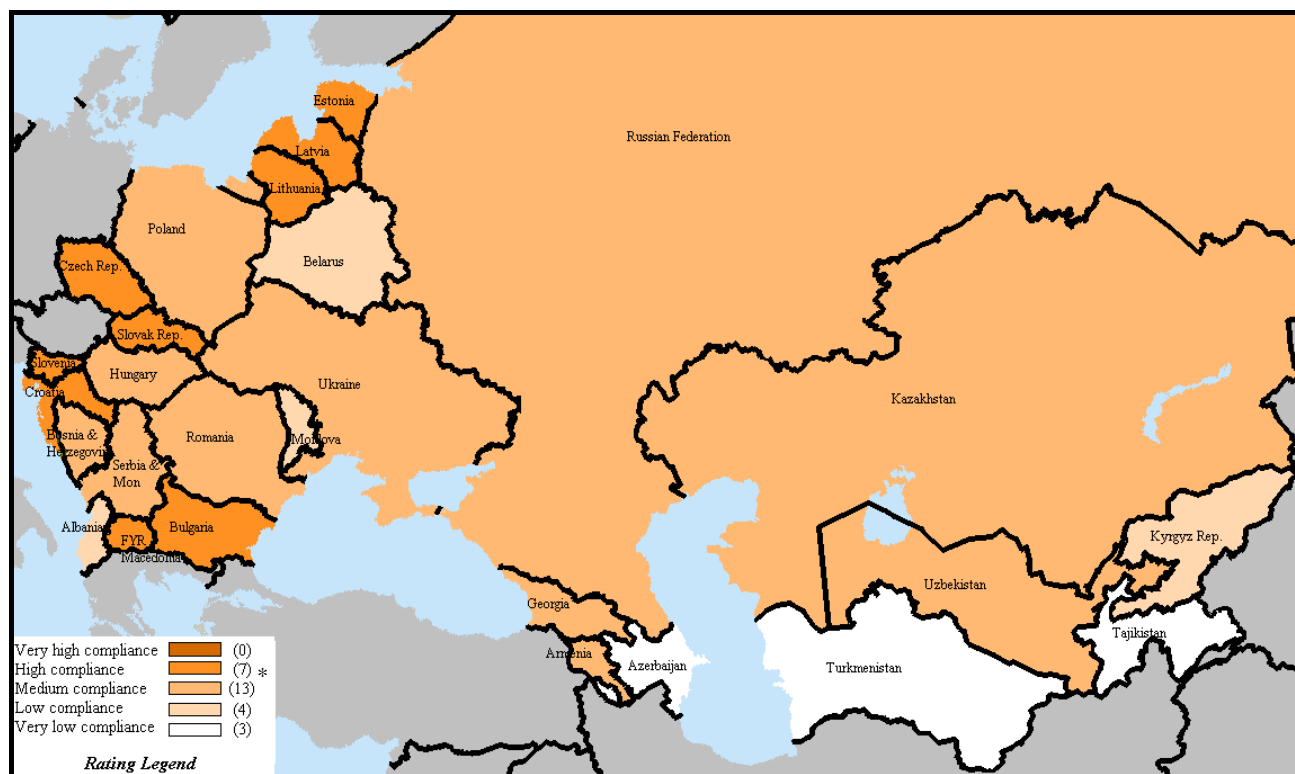 Estonia
Russian Federation
Latvia
Lithuania
Poland
Belarus
Czech Rep.
Slovak Rep.
Slovenia
Hungary
Ukraine
Croatia
Kazakhstan
Bosnia &
Herzegovin
Romania
Moldova
Serbia &
Mon
Albania
FYR
Macedonia
Bulgaria
Kyrgyz Rep.
Uzbekistan
Georgia
Tajikistan
Armenia
Azerbaijan
Turkmenistan
Very high compliance (0)
High compliance (7) *
Medium compliance (13)
Low compliance (4)
Very low compliance (3)
Rating Legend